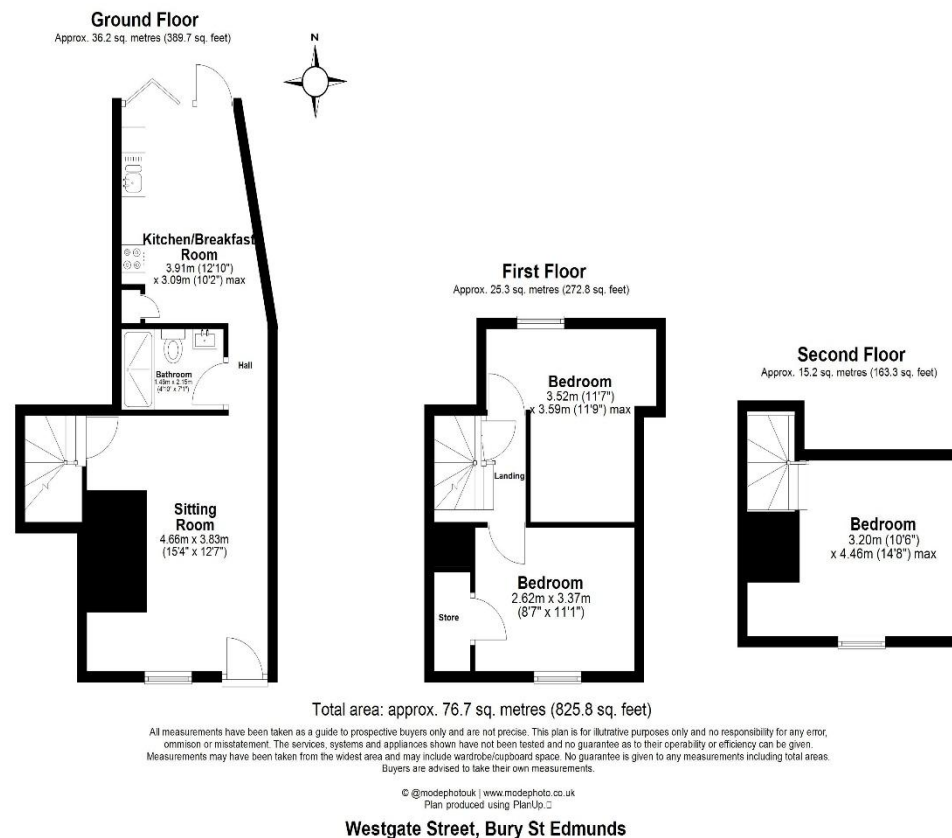 Ground Floor
Approx. 36.2 sq. metres (389.7 sq. feet)
N
Kitchen/Breakfast
Room
3.91m (12'10")
x 3.09m (10'2") max
Bathroom
1.48m x 2.15m
(4'10" x 7'1")
Hall
Sitting
Room
4.66m x 3.83m
(15'4" x 12'7")
First Floor
Approx. 25.3 sq. metres (272.8 sq. feet)
Bedroom
3.52m (11'7")
x 3.59m (11'9") max
Landing
Bedroom
2.62m x 3.37m
(8'7" x 11'1")
Store
Second Floor
Approx. 15.2 sq. metres (163.3 sq. feet)
Bedroom
3.20m (10'6")
x 4.46m (14'8") max
Total area: approx. 76.7 sq. metres (825.8 sq. feet)
All measurements have been taken as a guide to prospective buyers only and are not precise. This plan is for illutrative purposes only and no responsibility for any error,
ommison or misstatement. The services, systems and appliances shown have not been tested and no guarantee as to their operability or efficiency can be given.
Measurements may have been taken from the widest area and may include wardrobe/cupboard space. No guarantee is given to any measurements including total areas.
Buyers are advised to take their own measurements.
© @modephotouk | www.modephoto.co.uk
Plan produced using PlanUp.
Westgate Street, Bury St Edmunds